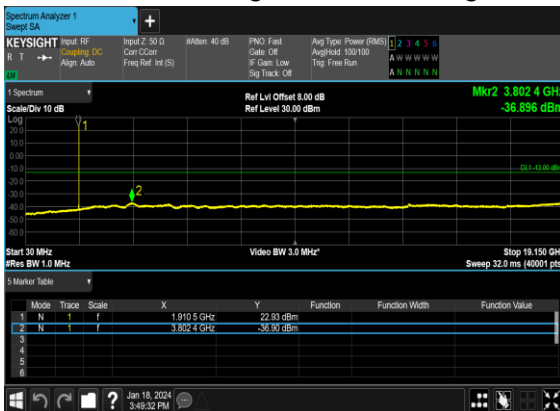 Spectrum Analyzer 1
Swept SA
+
KEYSIGHT Input: RF Input Z: 50 Ω #Atten: 40 dB PNO: Fast Avg Type: Power (RMS) 1 2 3 4 5 6
R T Coupling: DC Corr CCorr Gate: Off Avg|Hold: 100/100 A W W W W W
Align: Auto Freq Ref: Int (S) IF Gain: Low Trig: Free Run
Sig Track: Off A N N N N N
1 Spectrum Ref Lvl Offset 8.00 dB Mkr2 3.802 4 GHz
Scale/Div 10 dB Ref Level 30.00 dBm -36.896 dBm
Log
20.0
10.0
0.00
-10.0
-20.0
-30.0
-40.0
-50.0
-60.0
1
2
DL1 -13.00 dBm
Start 30 MHz Video BW 3.0 MHz* Stop 19.150 GHz
#Res BW 1.0 MHz Sweep 32.0 ms (40001 pts)
5 Marker Table
Mode Trace Scale X Y Function Function Width Function Value
1 N 1 f 1.910 5 GHz 22.93 dBm
2 N 1 f 3.802 4 GHz -36.90 dBm
3
4
5
6
? Jan 18, 2024
3:49:32 PM